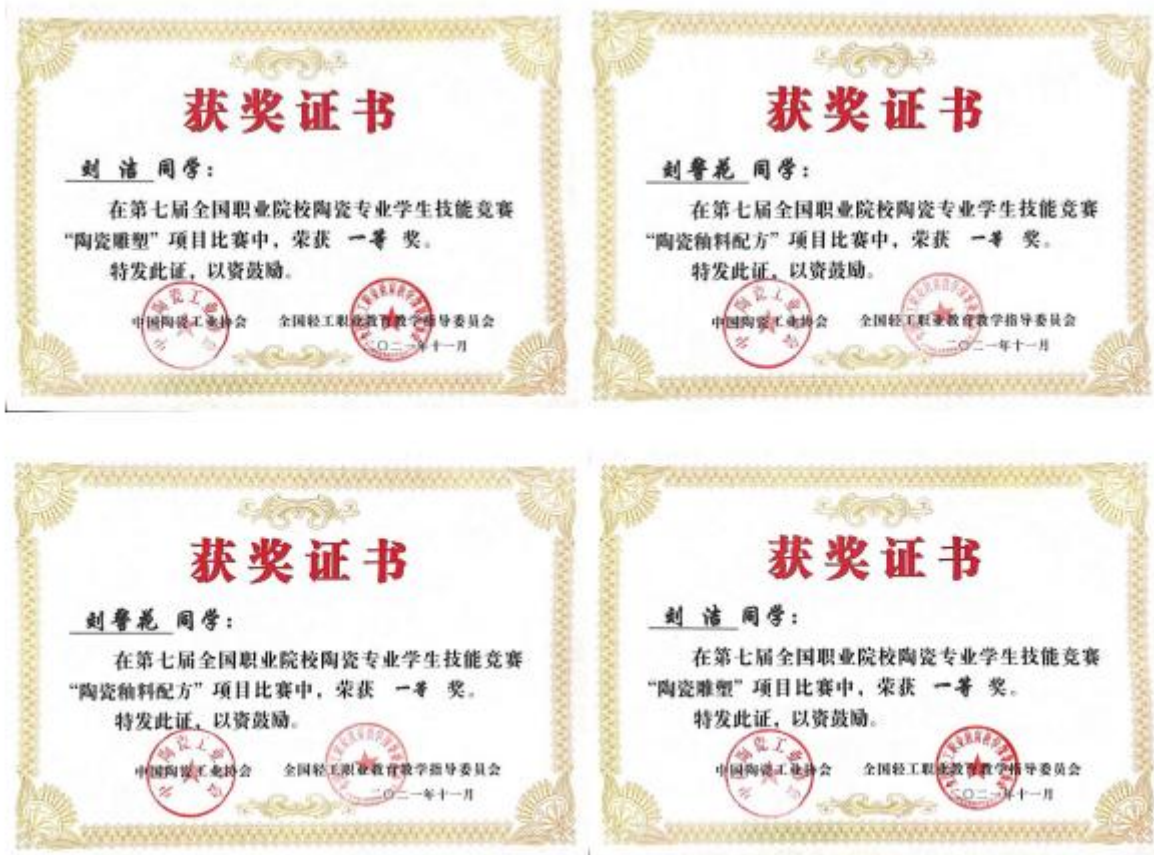 获奖证书
刘 洁 同学：
在第七届全国职业院校陶瓷专业学生技能竞赛
“陶瓷雕塑”项目比赛中，荣获 一等 奖。
特发此证，以资鼓励。
中国陶瓷工业协会 全国轻工职业教育教学指导委员会
二〇二一年十一月
获奖证书
刘警苑 同学：
在第七届全国职业院校陶瓷专业学生技能竞赛
“陶瓷釉料配方”项目比赛中，荣获 一等 奖。
特发此证，以资鼓励。
中国陶瓷工业协会 全国轻工职业教育教学指导委员会
二〇二一年十一月
获奖证书
刘警苑 同学：
在第七届全国职业院校陶瓷专业学生技能竞赛
“陶瓷釉料配方”项目比赛中，荣获 一等 奖。
特发此证，以资鼓励。
中国陶瓷工业协会 全国轻工职业教育教学指导委员会
二〇二一年十一月
获奖证书
刘 洁 同学：
在第七届全国职业院校陶瓷专业学生技能竞赛
“陶瓷雕塑”项目比赛中，荣获 一等 奖。
特发此证，以资鼓励。
中国陶瓷工业协会 全国轻工职业教育教学指导委员会
二〇二一年十一月